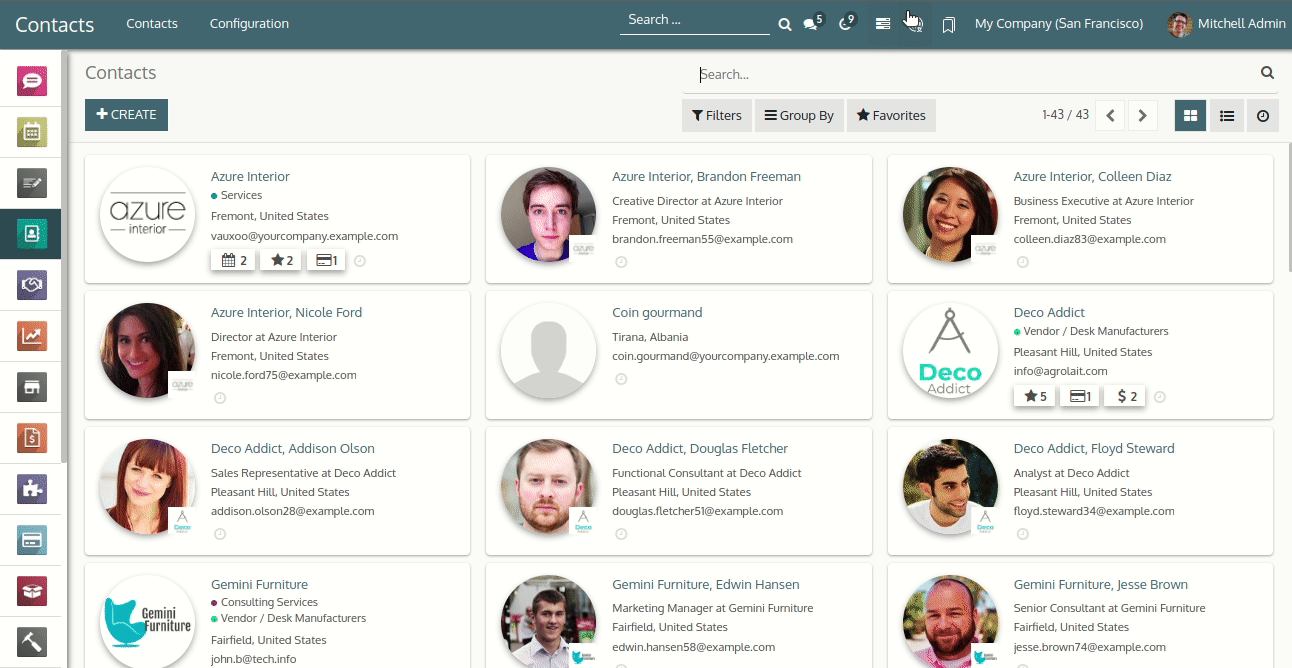 Contacts
Contacts
Configuration
Search ...
5
9
My Company (San Francisco)
Mitchell Admin
Contacts
Search...
CREATE
Filters
Group By
Favorites
1-43 / 43
azure
interior
Azure Interior
Services
Fremont, United States
vauxoo@yourcompany.example.com
2
2
1
Azure Interior, Brandon Freeman
Creative Director at Azure Interior
Fremont, United States
brandon.freeman55@example.com
azure
Azure Interior, Colleen Diaz
Business Executive at Azure Interior
Fremont, United States
colleen.diaz83@example.com
azure
Azure Interior, Nicole Ford
Director at Azure Interior
Fremont, United States
nicole.ford75@example.com
azure
Coin gourmand
Tirana, Albania
coin.gourmand@yourcompany.example.com
Deco
Addict
Deco Addict
Vendor / Desk Manufacturers
Pleasant Hill, United States
info@agrolait.com
5
1
$ 2
Deco Addict, Addison Olson
Sales Representative at Deco Addict
Pleasant Hill, United States
addison.olson28@example.com
Deco
Deco Addict, Douglas Fletcher
Functional Consultant at Deco Addict
Pleasant Hill, United States
douglas.fletcher51@example.com
Deco
Deco Addict, Floyd Steward
Analyst at Deco Addict
Pleasant Hill, United States
floyd.steward34@example.com
Deco
Gemini
Furniture
Gemini Furniture
Consulting Services
Vendor / Desk Manufacturers
Fairfield, United States
john.b@tech.info
Gemini Furniture, Edwin Hansen
Marketing Manager at Gemini Furniture
Fairfield, United States
edwin.hansen58@example.com
Gemini Furniture, Jesse Brown
Senior Consultant at Gemini Furniture
Fairfield, United States
jesse.brown74@example.com